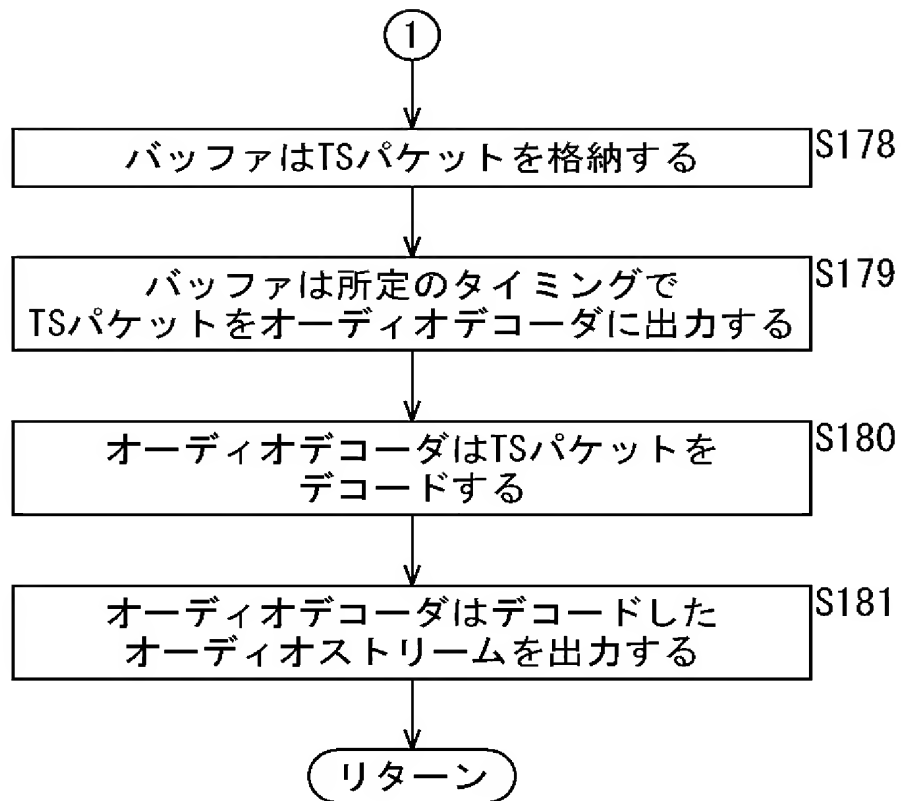 1
バッファはTSパケットを格納する
S178
バッファは所定のタイミングで
TSパケットをオーディオデコーダに出力する
S179
オーディオデコーダはTSパケットを
デコードする
S180
オーディオデコーダはデコードした
オーディオストリームを出力する
S181
リターン